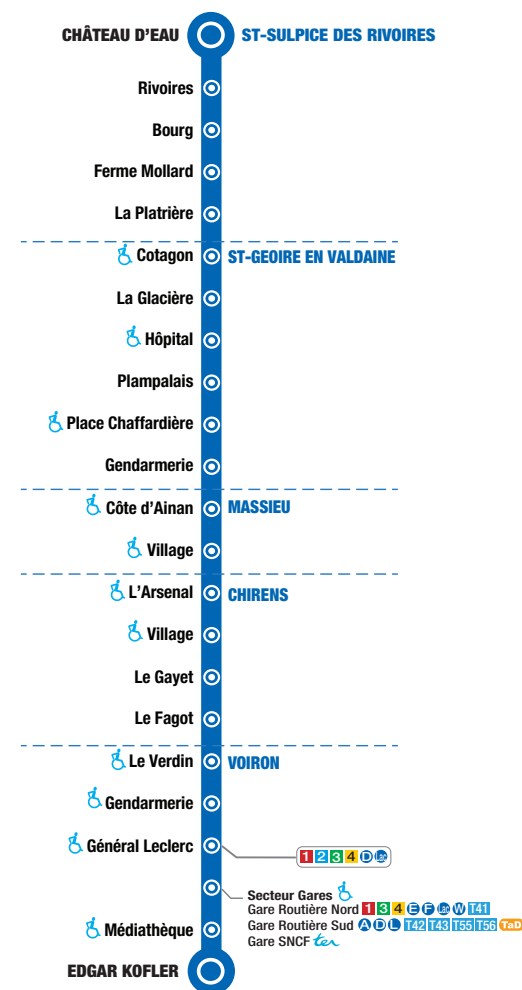 CHÂTEAU D'EAU ST-SULPICE DES RIVOIRES
Rivoires
Bourg
Ferme Mollard
La Platrière
Cotagon ST-GEOIRE EN VALDAINE
La Glacière
Hôpital
Plampalais
Place Chaffardière
Gendarmerie
Côte d'Ainan MASSIEU
Village
L'Arsenal CHIRENS
Village
Le Gayet
Le Fagot
Le Verdin VOIRON
Gendarmerie
Général Leclerc 1 2 3 4 D Lac
Secteur Gares
Gare Routière Nord 1 3 4 E F Lac W T41
Médiathèque Gare Routière Sud A D L T42 T43 T55 T56 TaD
Gare SNCF ter
EDGAR KOFLER